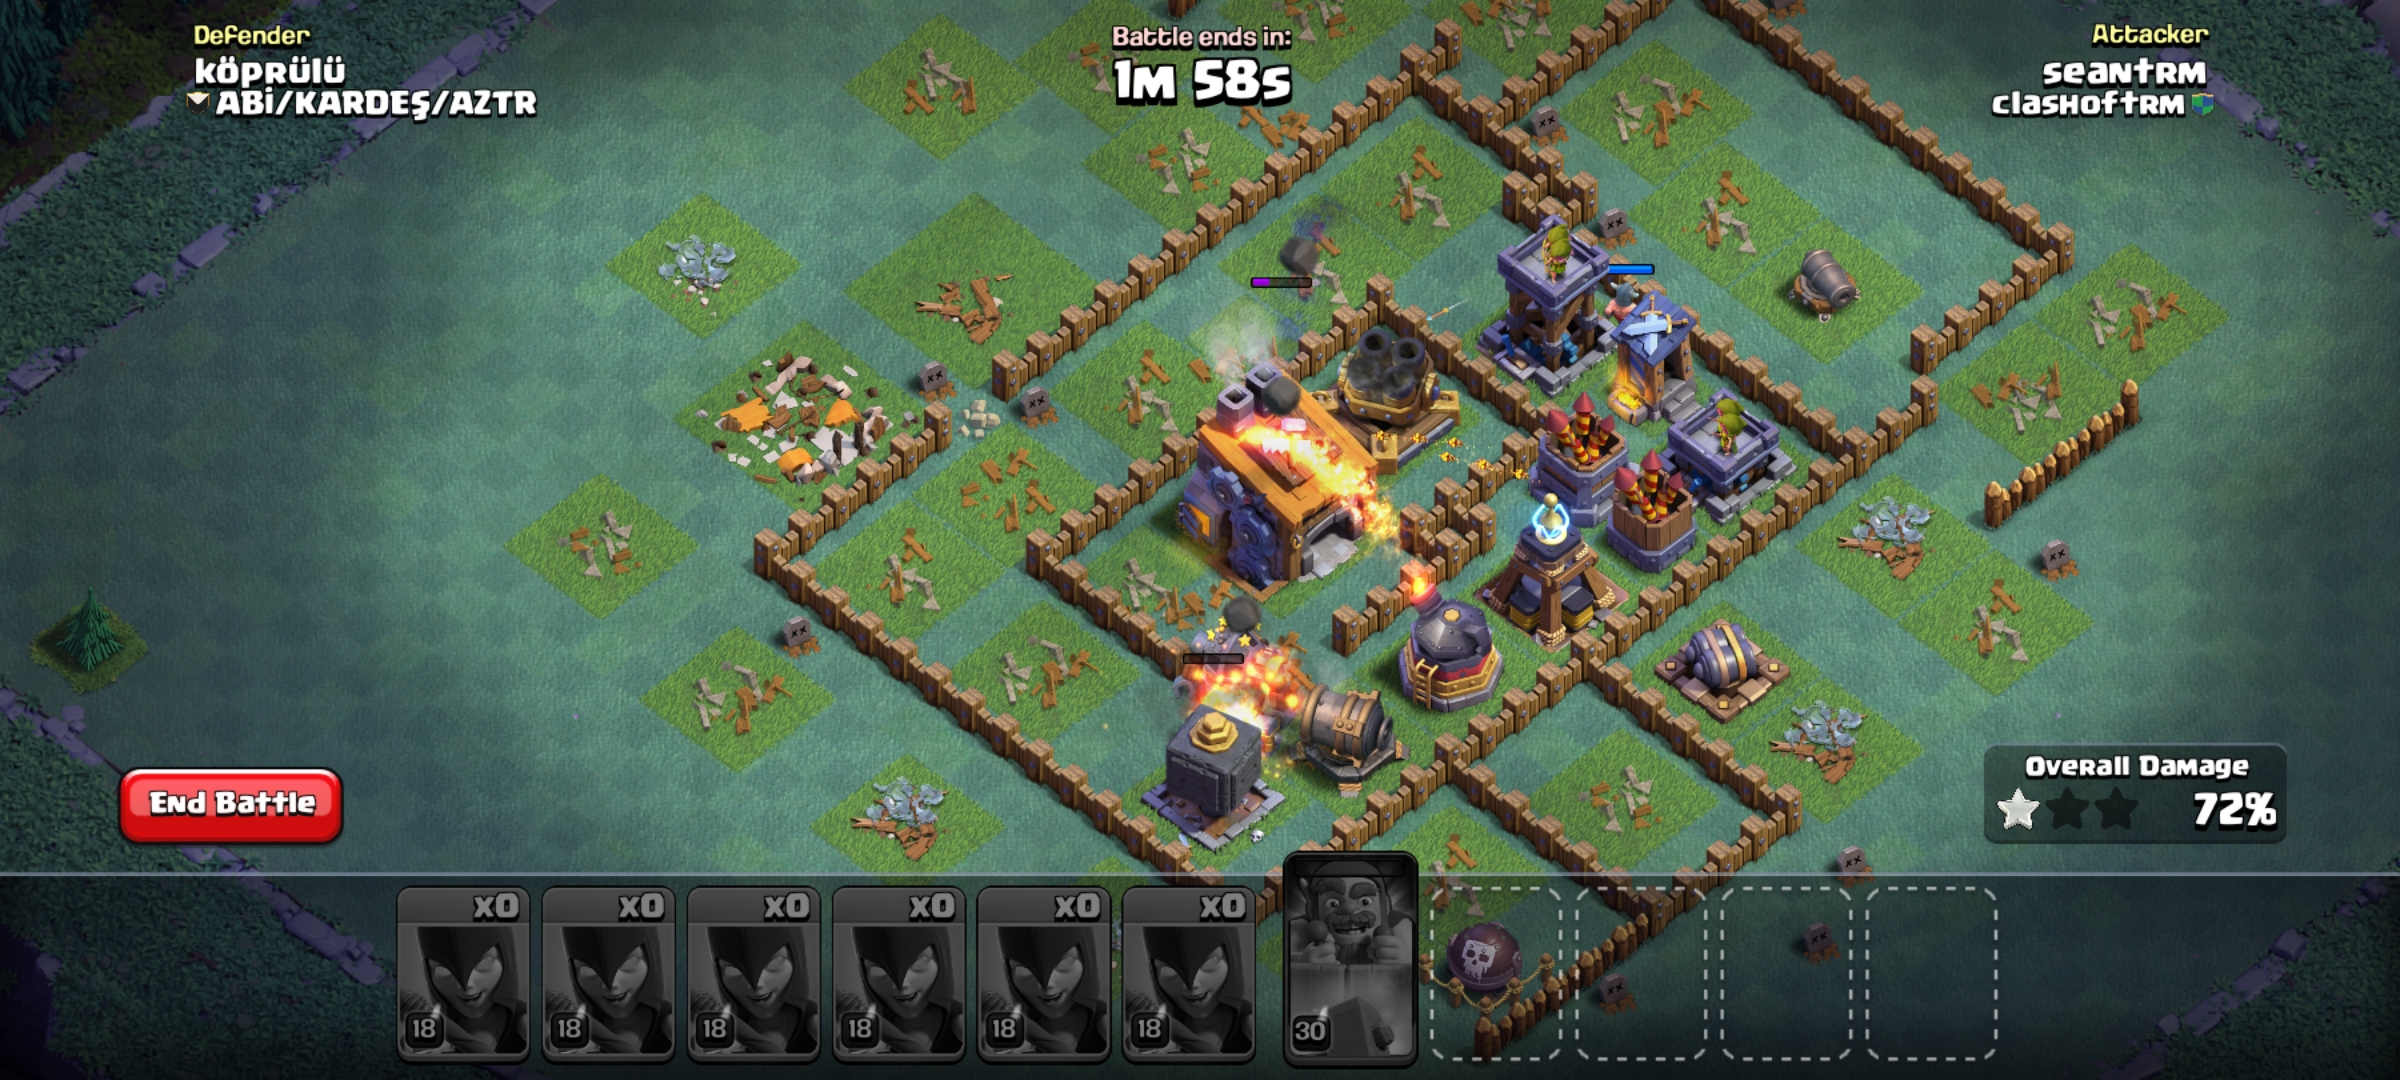 Defender
köprülü
ABİ/KARDEŞ/AZTR
Battle ends in:
1M 58s
Attacker
seantRM
clashoftRM
End Battle
Overall Damage
72%
x0
x0
x0
x0
x0
x0
18
18
18
18
18
18
30